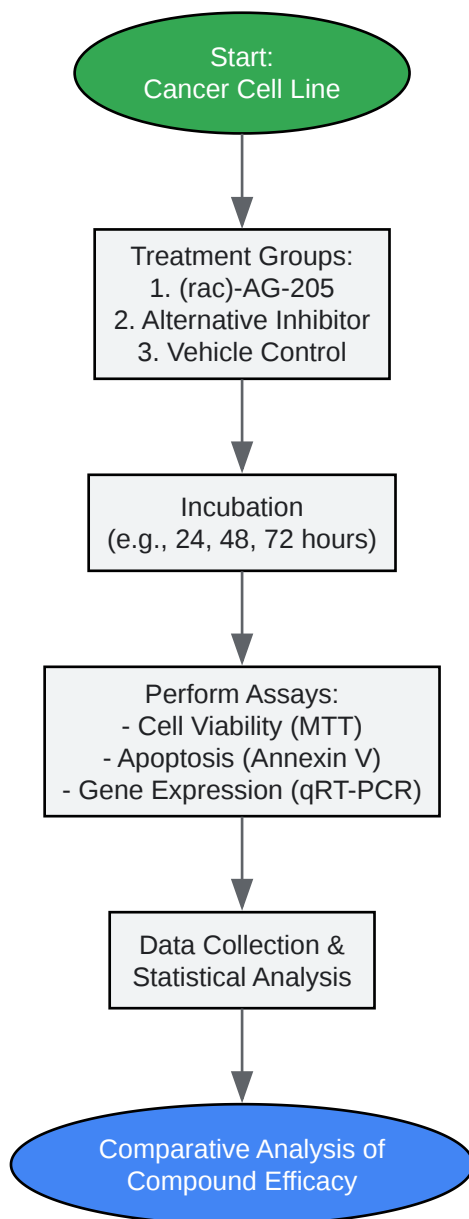 Start:
Cancer Cell Line
Treatment Groups:
1. (rac)-AG-205
2. Alternative Inhibitor
3. Vehicle Control
Incubation
(e.g., 24, 48, 72 hours)
Perform Assays:
- Cell Viability (MTT)
- Apoptosis (Annexin V)
- Gene Expression (qRT-PCR)
Data Collection &
Statistical Analysis
Comparative Analysis of
Compound Efficacy